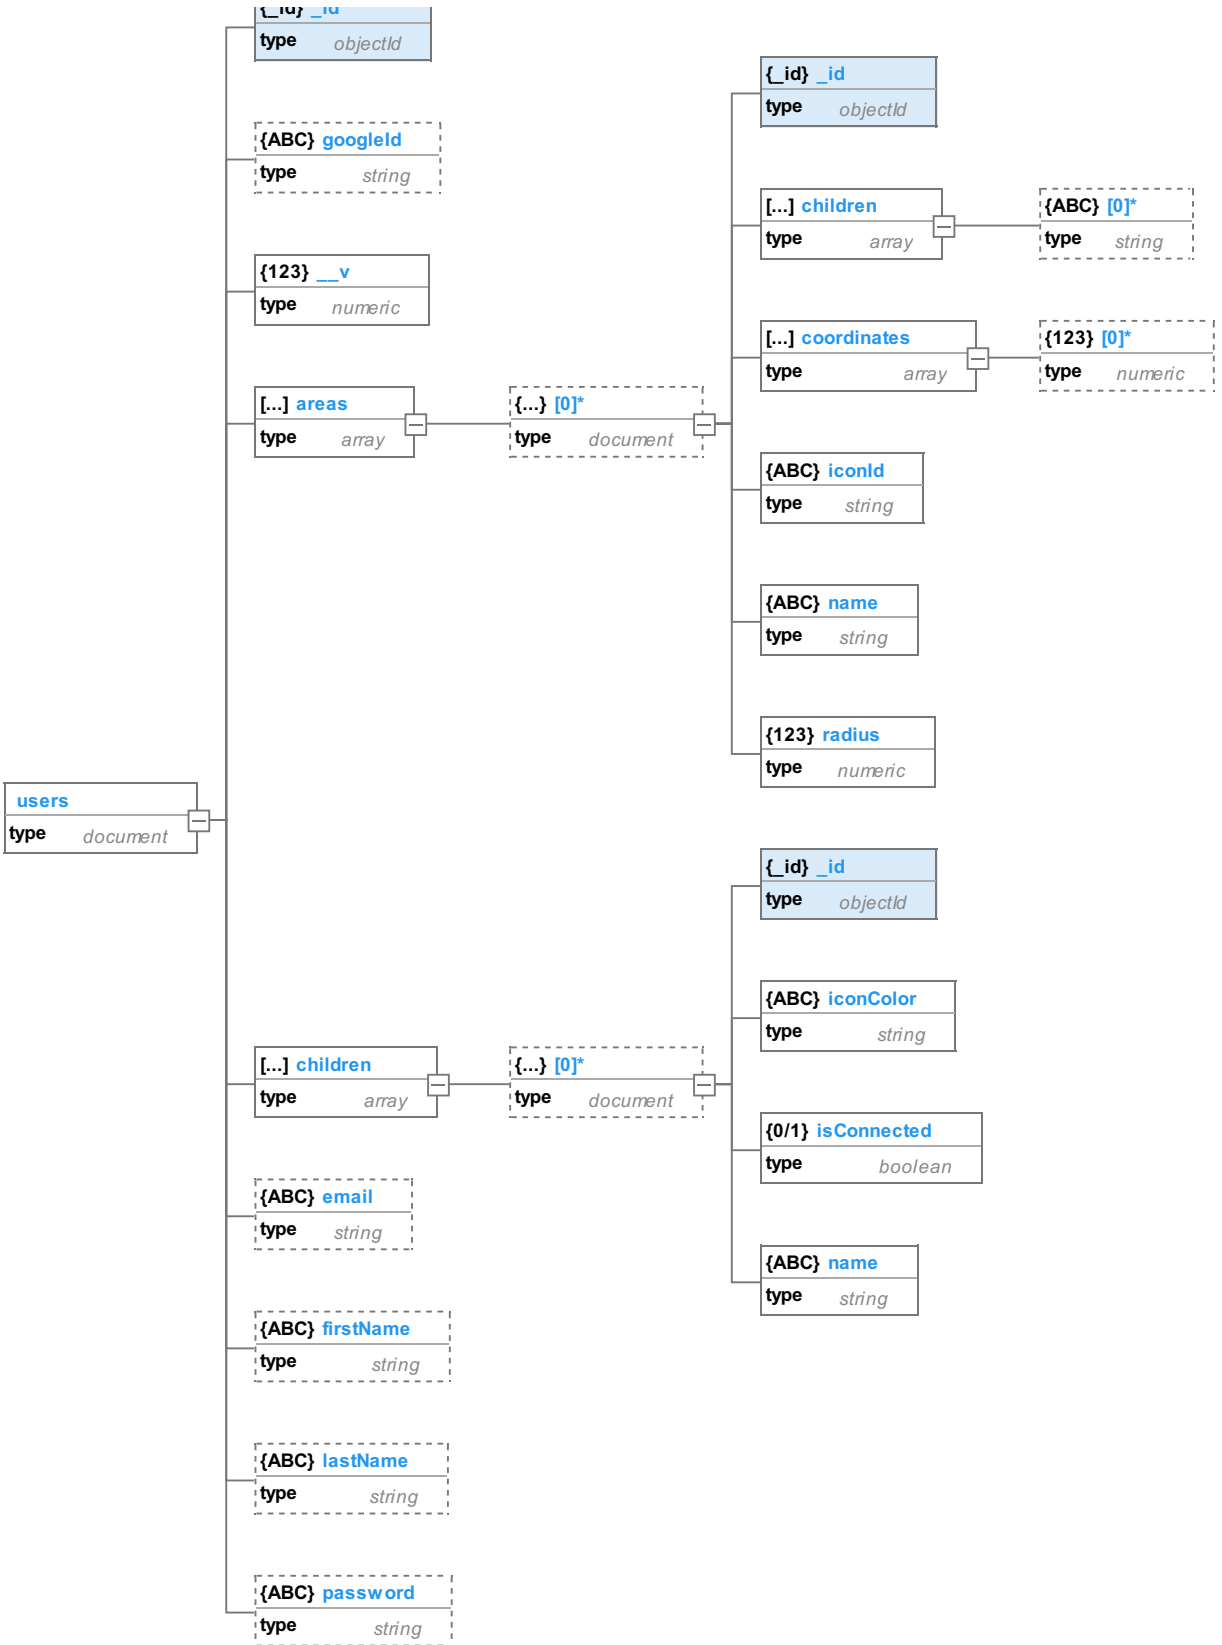 {_id} _id
type objectId
{ABC} googleId
type string
{123} __v
type numeric
[...] areas
type array
{...} [0]*
type document
{_id} _id
type objectId
[...] children
type array
{ABC} [0]*
type string
[...] coordinates
type array
{123} [0]*
type numeric
{ABC} iconId
type string
{ABC} name
type string
{123} radius
type numeric
users
type document
[...] children
type array
{...} [0]*
type document
{_id} _id
type objectId
{ABC} iconColor
type string
{0/1} isConnected
type boolean
{ABC} name
type string
{ABC} email
type string
{ABC} firstName
type string
{ABC} lastName
type string
{ABC} password
type string